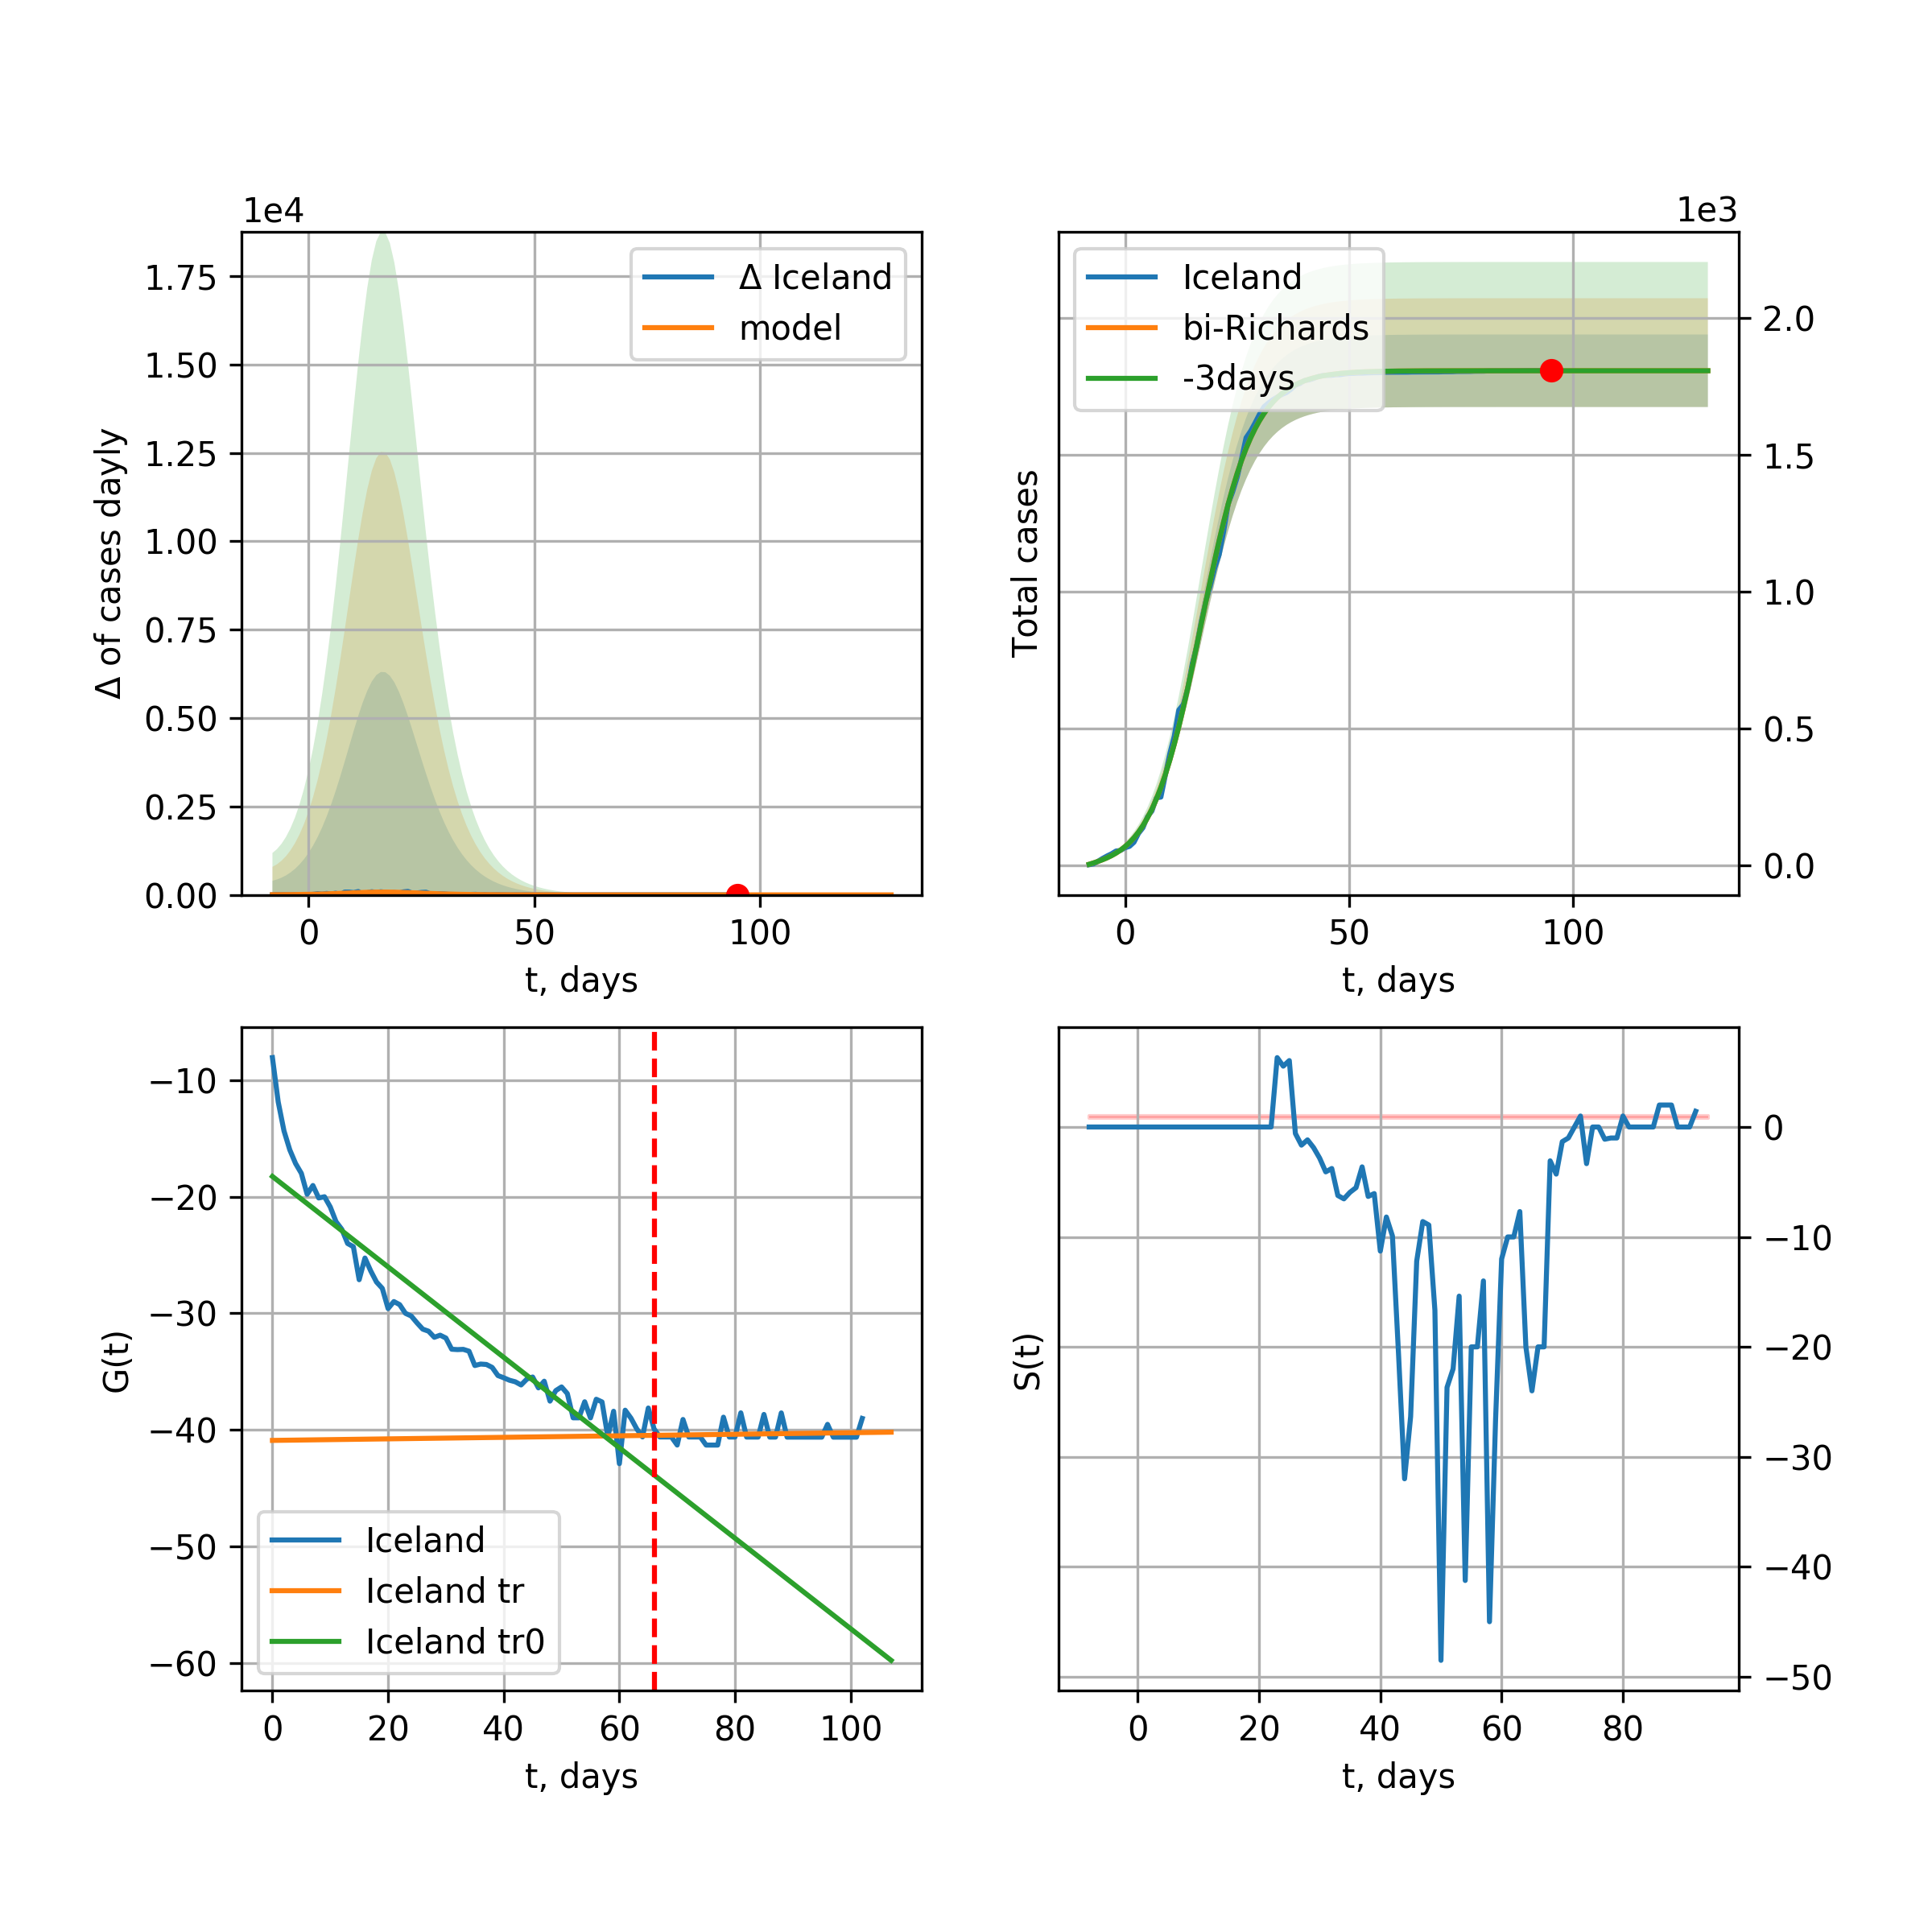 1e4
Δ of cases dayly
1.75
1.50
1.25
1.00
0.75
0.50
0.25
0.00
Δ Iceland
model
0
50
100
t, days
1e3
Total cases
Iceland
bi-Richards
-3days
2.0
1.5
1.0
0.5
0.0
0
50
100
t, days
G(t)
−10
−20
−30
−40
−50
−60
Iceland
Iceland tr
Iceland tr0
0
20
40
60
80
100
t, days
S(t)
0
−10
−20
−30
−40
−50
0
20
40
60
80
t, days